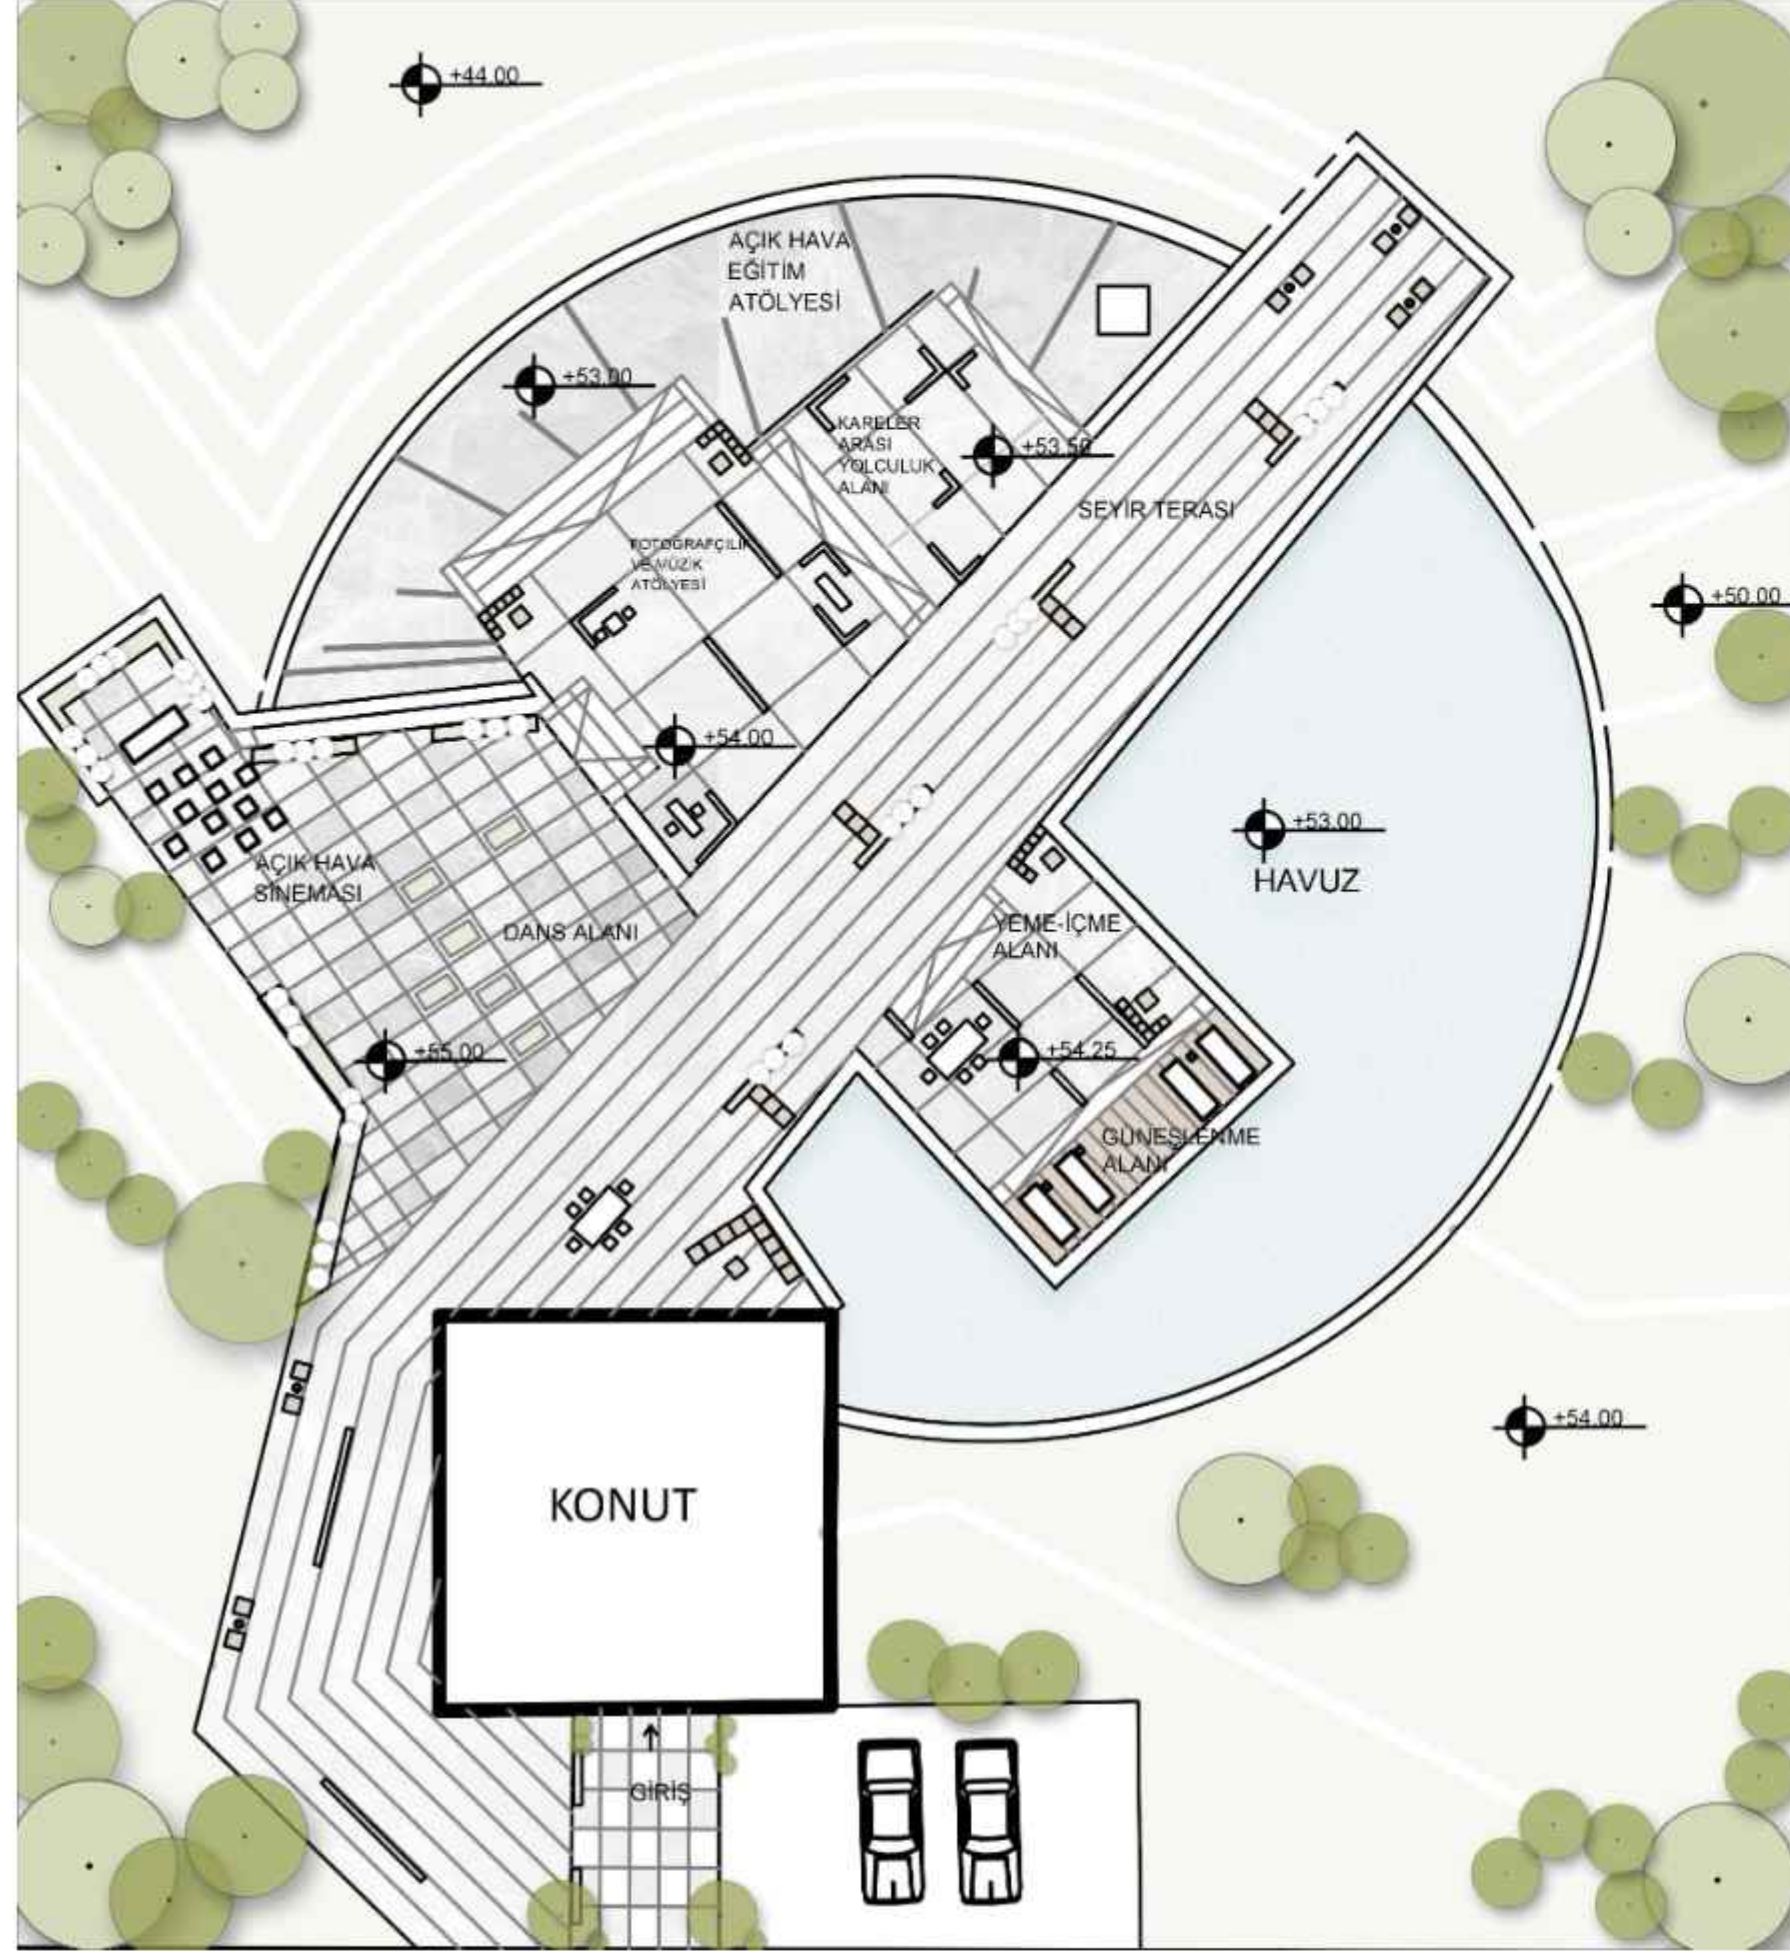 +44.00
AÇIK HAVA
EĞİTİM
ATÖLYESİ
+53.00
KARELER
ARASI
YOLCULUK
ALANI
+53.50
SEYİR TERASI
FOTOĞRAFÇILIK
VE MÜZİK
ATÖLYESİ
+50.00
+54.00
+53.00
HAVUZ
AÇIK HAVA
SİNEMASI
DANS ALANI
YEME-İÇME
ALANI
+55.00
+54.25
GÜNEŞLENME
ALANI
+54.00
KONUT
GİRİŞ